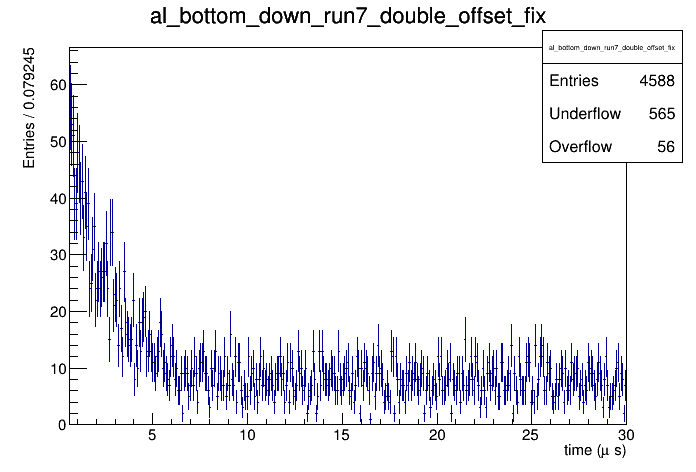 al_bottom_down_run7_double_offset_fix
al_bottom_down_run7_double_offset_fix
Entries 4588
Underflow 565
Overflow 56
Entries / 0.079245
60
50
40
30
20
10
0
5 10 15 20 25 30
time (μ s)